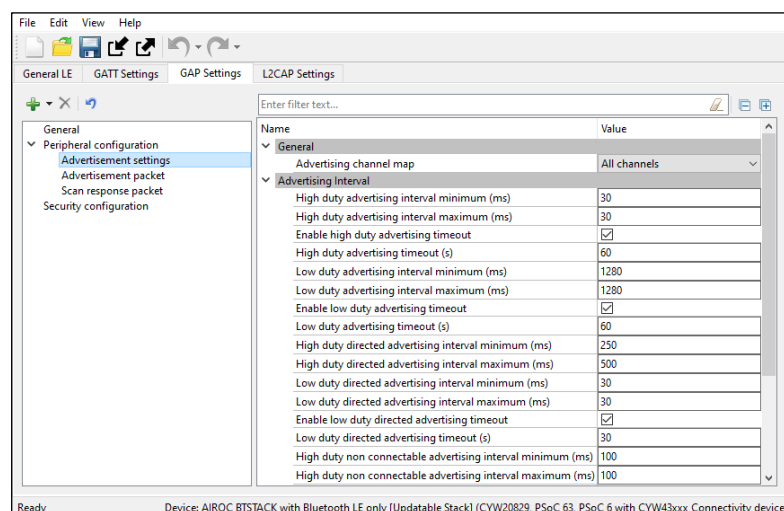 File Edit View Help
General LE GATT Settings GAP Settings L2CAP Settings
Enter filter text...
General
Peripheral configuration
Advertisement settings
Advertisement packet
Scan response packet
Security configuration
Name Value
General
Advertising channel map All channels
Advertising Interval
High duty advertising interval minimum (ms) 30
High duty advertising interval maximum (ms) 30
Enable high duty advertising timeout
High duty advertising timeout (s) 60
Low duty advertising interval minimum (ms) 1280
Low duty advertising interval maximum (ms) 1280
Enable low duty advertising timeout
Low duty advertising timeout (s) 60
High duty directed advertising interval minimum (ms) 250
High duty directed advertising interval maximum (ms) 500
Low duty directed advertising interval minimum (ms) 30
Low duty directed advertising interval maximum (ms) 30
Enable low duty directed advertising timeout
Low duty directed advertising timeout (s) 30
High duty non connectable advertising interval minimum (ms) 100
High duty non connectable advertising interval maximum (ms) 100
Ready Device: AIROC BTSTACK with Bluetooth LE only [Updatable Stack] (CYW20829, PSoC 63, PSoC 6 with CYW43xxx Connectivity device